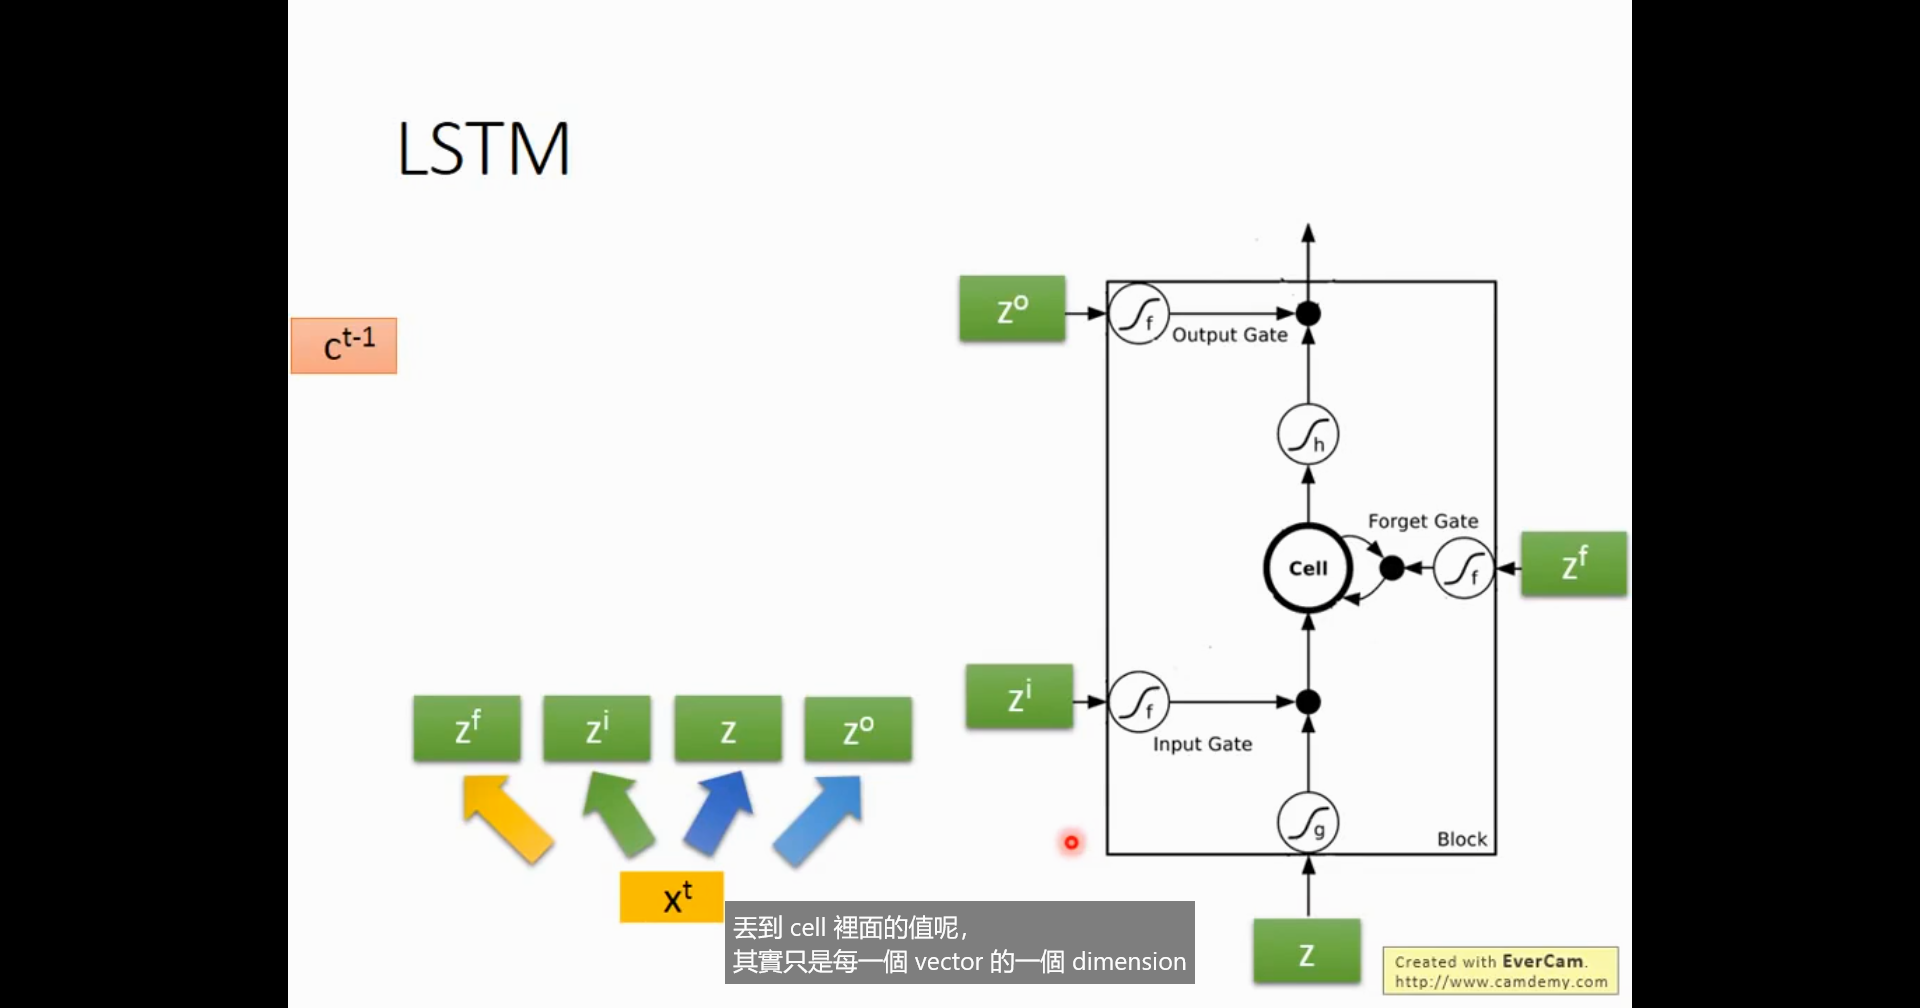 LSTM
z^o
f
Output Gate
c^t-1
h
Forget Gate
Cell
f
z^f
z^f
z^i
z
z^o
z^i
f
Input Gate
g
Block
x^t
丟到 cell 裡面的值呢，
其實只是每一個 vector 的一個 dimension
z
Created with EverCam.
http://www.camdemy.com